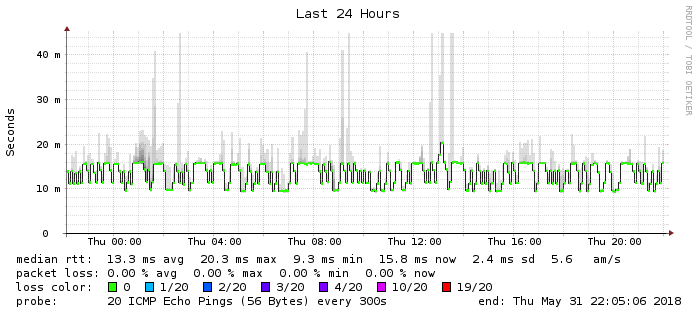 Last 24 Hours
RRDTOOL / TOBI OETIKER
Seconds
40 m
30 m
20 m
10 m
0
Thu 00:00 Thu 04:00 Thu 08:00 Thu 12:00 Thu 16:00 Thu 20:00
median rtt: 13.3 ms avg 20.3 ms max 9.3 ms min 15.8 ms now 2.4 ms sd 5.6 am/s
packet loss: 0.00 % avg 0.00 % max 0.00 % min 0.00 % now
loss color: 0 1/20 2/20 3/20 4/20 10/20 19/20
probe: 20 ICMP Echo Pings (56 Bytes) every 300s end: Thu May 31 22:05:06 2018